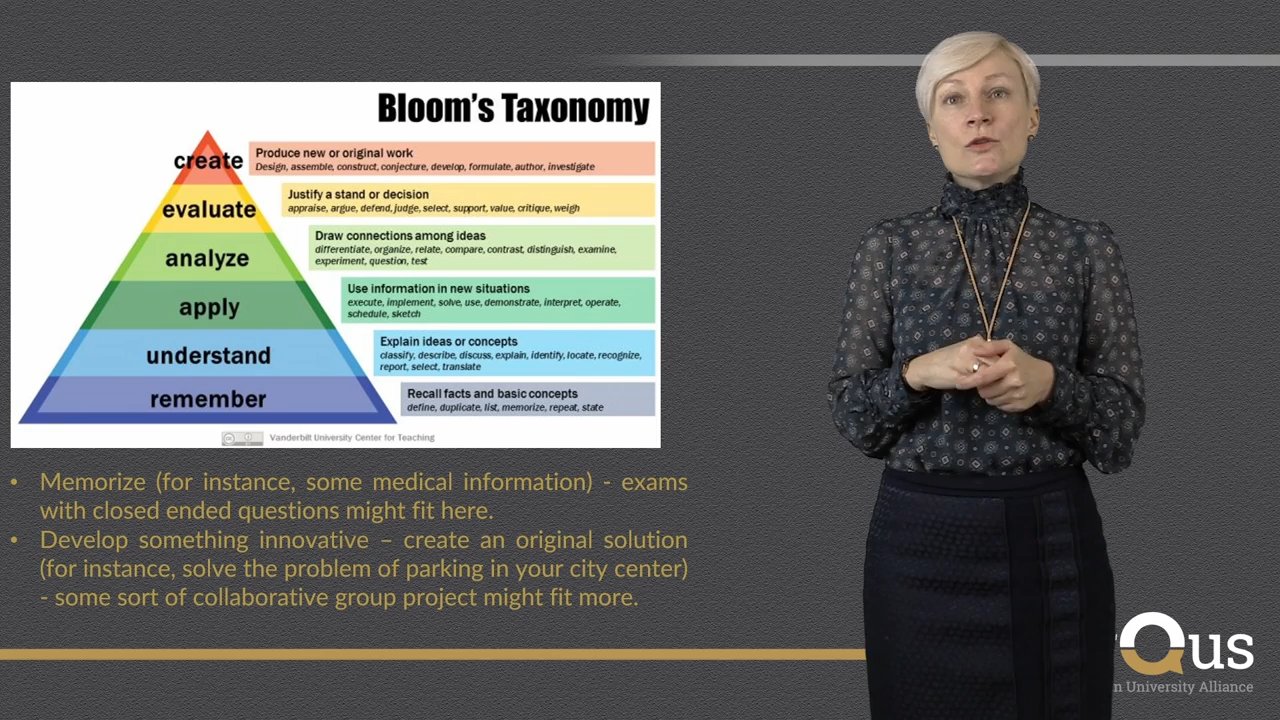 Bloom's Taxonomy
create
Produce new or original work
Design, assemble, construct, conjecture, develop, formulate, author, investigate
evaluate
Justify a stand or decision
appraise, argue, defend, judge, select, support, value, critique, weigh
analyze
Draw connections among ideas
differentiate, organize, relate, compare, contrast, distinguish, examine,
experiment, question, test
apply
Use information in new situations
execute, implement, solve, use, demonstrate, interpret, operate,
schedule, sketch
understand
Explain ideas or concepts
classify, describe, discuss, explain, identify, locate, recognize,
report, select, translate
remember
Recall facts and basic concepts
define, duplicate, list, memorize, repeat, state
Vanderbilt University Center for Teaching
• Memorize (for instance, some medical information) - exams
with closed ended questions might fit here.
• Develop something innovative – create an original solution
(for instance, solve the problem of parking in your city center)
- some sort of collaborative group project might fit more.
Qus
University Alliance